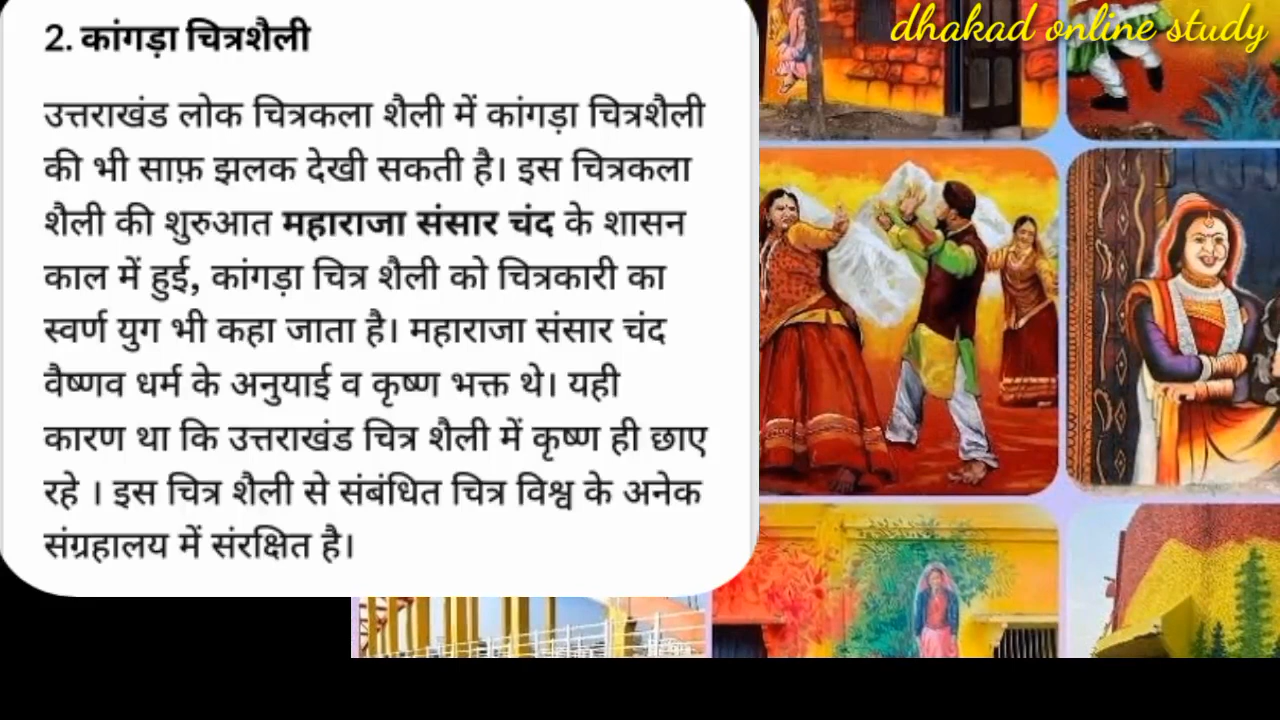 dhakad online study
2. कांगड़ा चित्रशैली
उत्तराखंड लोक चित्रकला शैली में कांगड़ा चित्रशैली
की भी साफ़ झलक देखी सकती है। इस चित्रकला
शैली की शुरुआत महाराजा संसार चंद के शासन
काल में हुई, कांगड़ा चित्र शैली को चित्रकारी का
स्वर्ण युग भी कहा जाता है। महाराजा संसार चंद
वैष्णव धर्म के अनुयाई व कृष्ण भक्त थे। यही
कारण था कि उत्तराखंड चित्र शैली में कृष्ण ही छाए
रहे । इस चित्र शैली से संबंधित चित्र विश्व के अनेक
संग्रहालय में संरक्षित है।